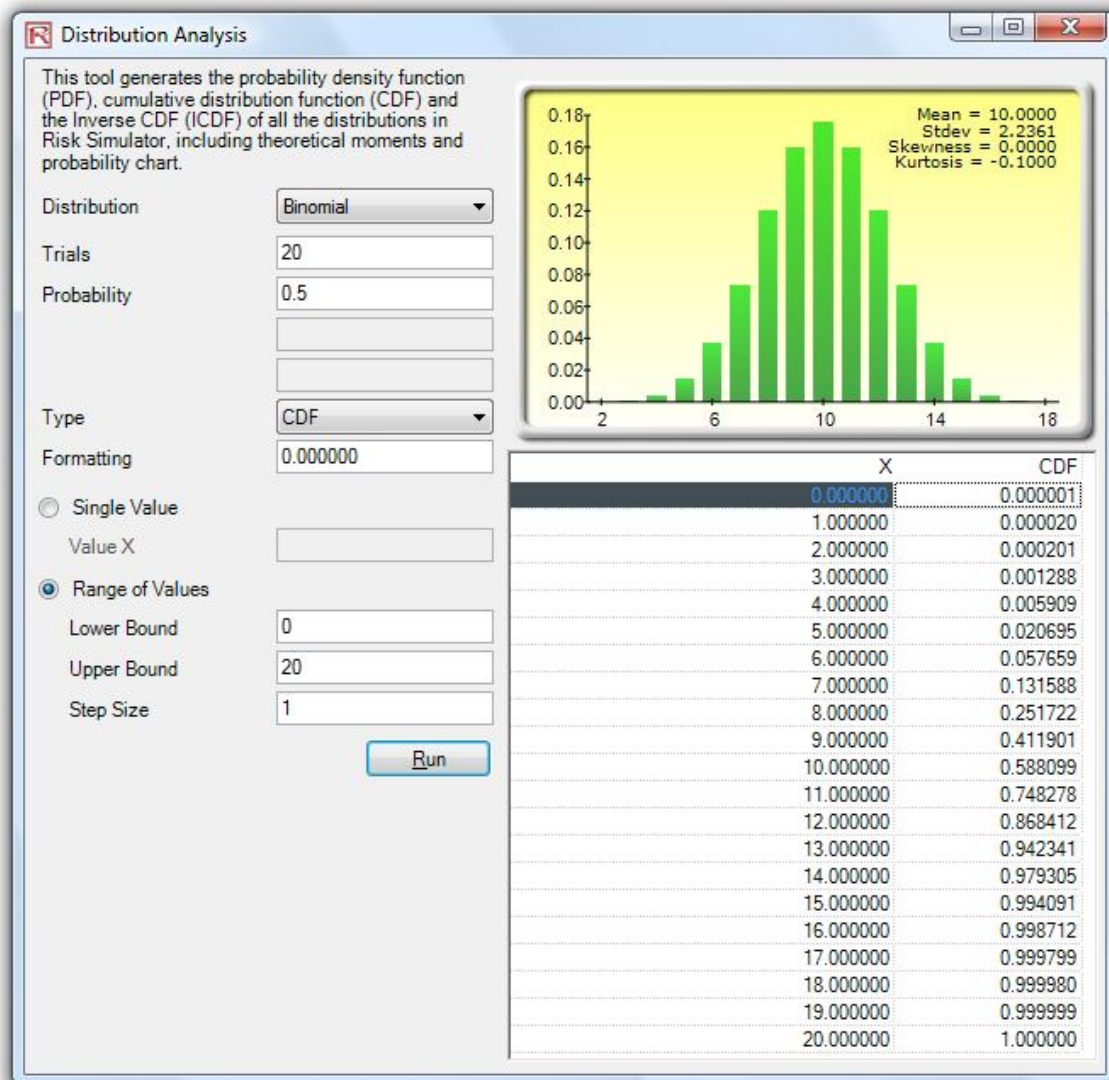 Distribution Analysis
This tool generates the probability density function
(PDF), cumulative distribution function (CDF) and
the Inverse CDF (ICDF) of all the distributions in
Risk Simulator, including theoretical moments and
probability chart.
Distribution Binomial
Trials 20
Probability 0.5
Type CDF
Formatting 0.000000
Single Value
Value X
Range of Values
Lower Bound 0
Upper Bound 20
Step Size 1
Run
Mean = 10.0000
Stdev = 2.2361
Skewness = 0.0000
Kurtosis = -0.1000
0.18
0.16
0.14
0.12
0.10
0.08
0.06
0.04
0.02
0.00
2 6 10 14 18
X CDF
0.000000 0.000001
1.000000 0.000020
2.000000 0.000201
3.000000 0.001288
4.000000 0.005909
5.000000 0.020695
6.000000 0.057659
7.000000 0.131588
8.000000 0.251722
9.000000 0.411901
10.000000 0.588099
11.000000 0.748278
12.000000 0.868412
13.000000 0.942341
14.000000 0.979305
15.000000 0.994091
16.000000 0.998712
17.000000 0.999799
18.000000 0.999980
19.000000 0.999999
20.000000 1.000000